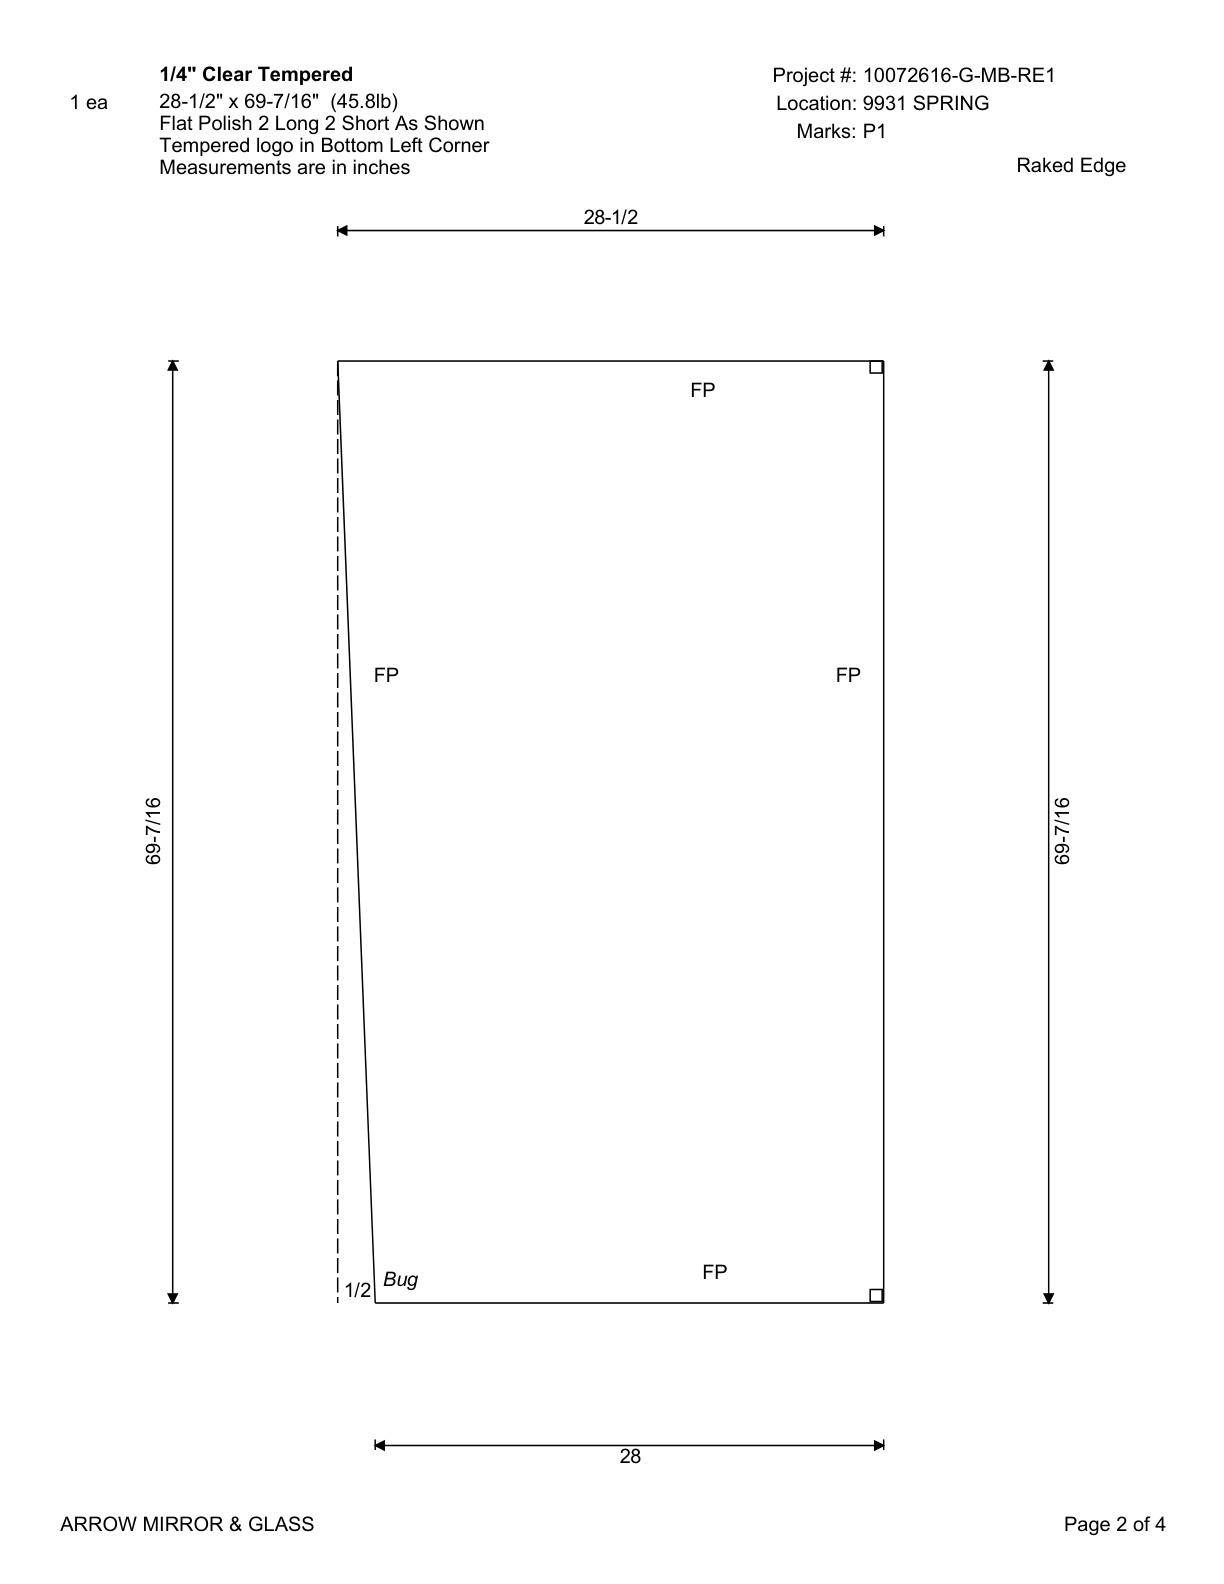 1/4" Clear Tempered
Project #: 10072616-G-MB-RE1
1 ea
28-1/2" x 69-7/16"  (45.8lb)
Location: 9931 SPRING
Flat Polish 2 Long 2 Short As Shown
Marks: P1
Tempered logo in Bottom Left Corner
Measurements are in inches
Raked Edge
28-1/2
FP
FP
FP
69-7/16
69-7/16
FP
Bug
1/2
28
ARROW MIRROR & GLASS
Page 2 of 4